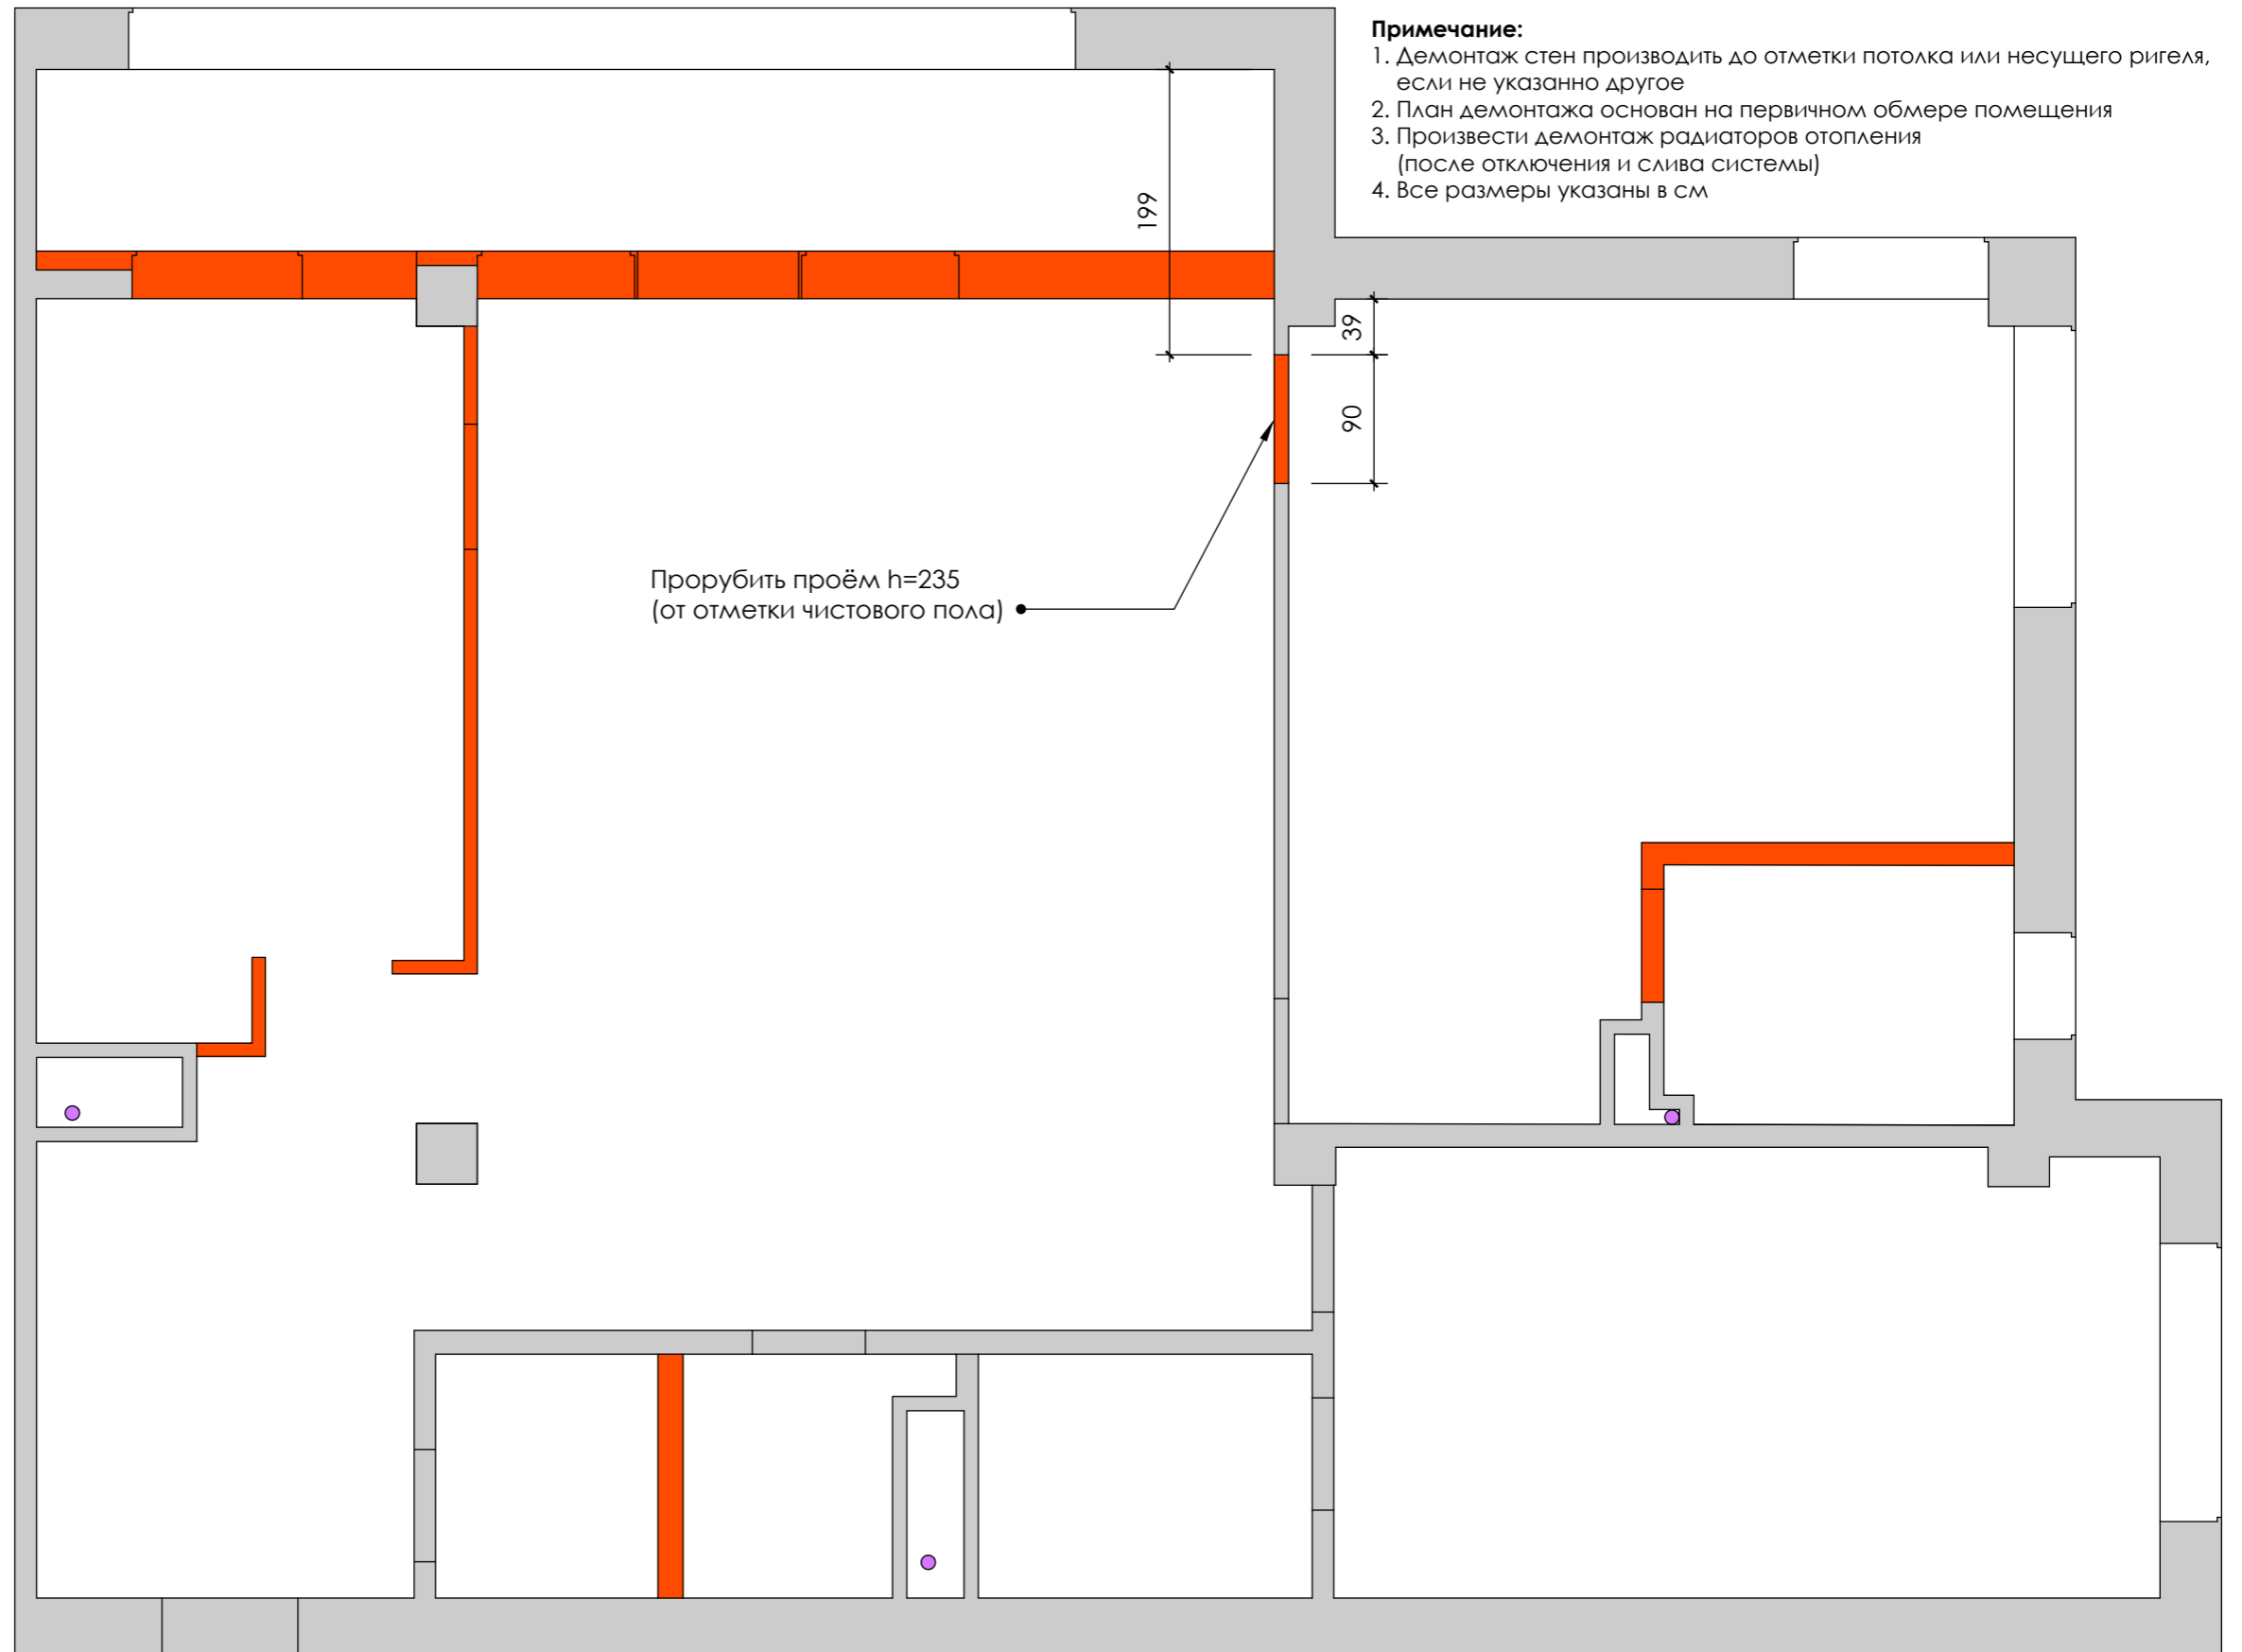 Примечание:
1. Демонтаж стен производить до отметки потолка или несущего ригеля,
если не указанно другое
2. План демонтажа основан на первичном обмере помещения
3. Произвести демонтаж радиаторов отопления
(после отключения и слива системы)
4. Все размеры указаны в см
199
39
90
Прорубить проём h=235
(от отметки чистового пола)